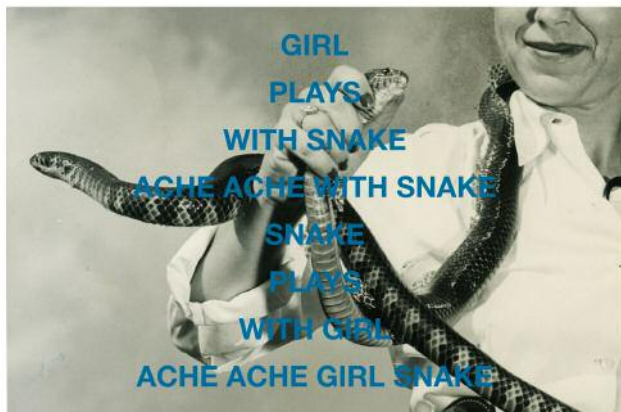 GIRL
PLAYS
WITH SNAKE
ACHE ACHE WITH SNAKE
SNAKE
PLAYS
WITH GIRL
ACHE ACHE GIRL SNAKE